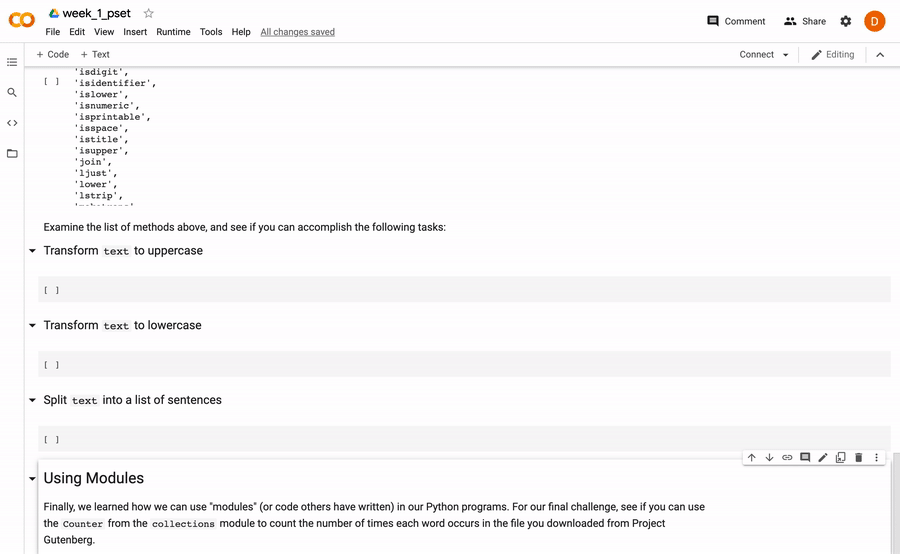 week_1_pset
File Edit View Insert Runtime Tools Help All changes saved
Comment Share D
+ Code + Text Connect Editing
'isdigit',
[ ] 'isidentifier',
'islower',
'isnumeric',
'isprintable',
'isspace',
'istitle',
'isupper',
'join',
'ljust',
'lower',
'lstrip',
Examine the list of methods above, and see if you can accomplish the following tasks:
Transform text to uppercase
[ ]
Transform text to lowercase
[ ]
Split text into a list of sentences
[ ]
Using Modules
Finally, we learned how we can use "modules" (or code others have written) in our Python programs. For our final challenge, see if you can use
the Counter from the collections module to count the number of times each word occurs in the file you downloaded from Project
Gutenberg.